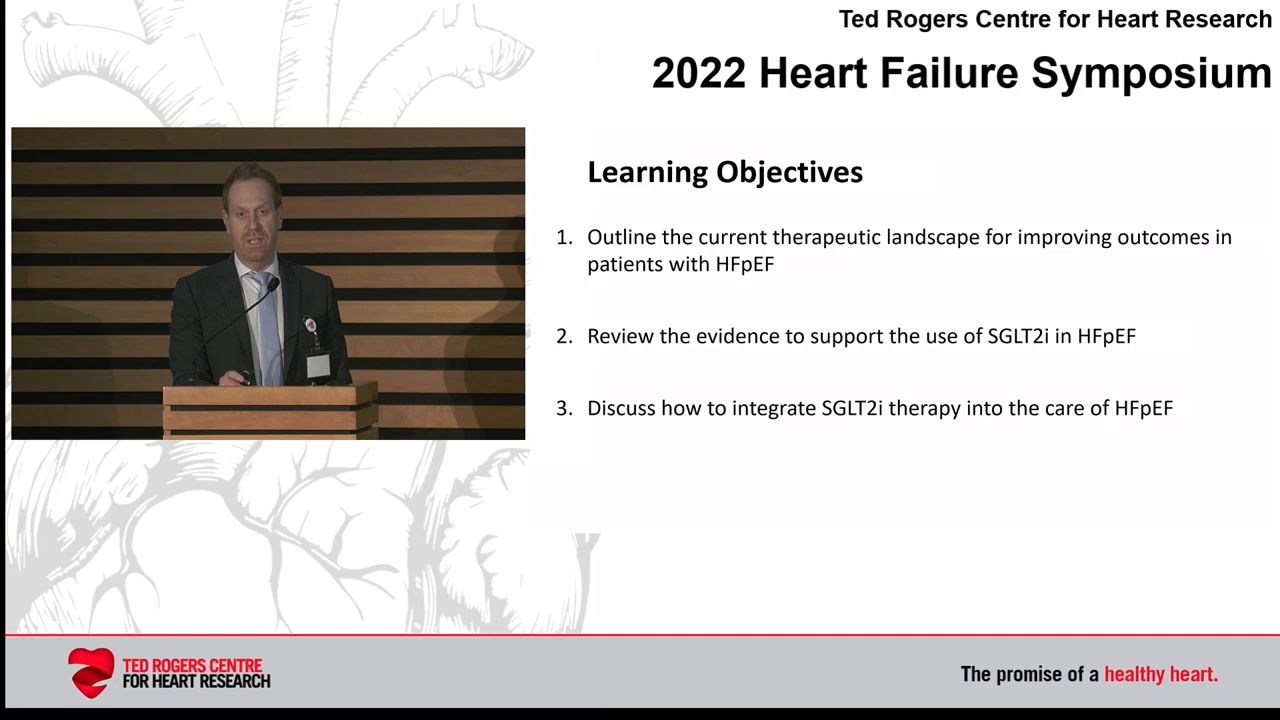 Ted Rogers Centre for Heart Research
2022 Heart Failure Symposium
Learning Objectives
1. Outline the current therapeutic landscape for improving outcomes in
patients with HFpEF
2. Review the evidence to support the use of SGLT2i in HFpEF
3. Discuss how to integrate SGLT2i therapy into the care of HFpEF
TED ROGERS CENTRE
FOR HEART RESEARCH
The promise of a healthy heart.